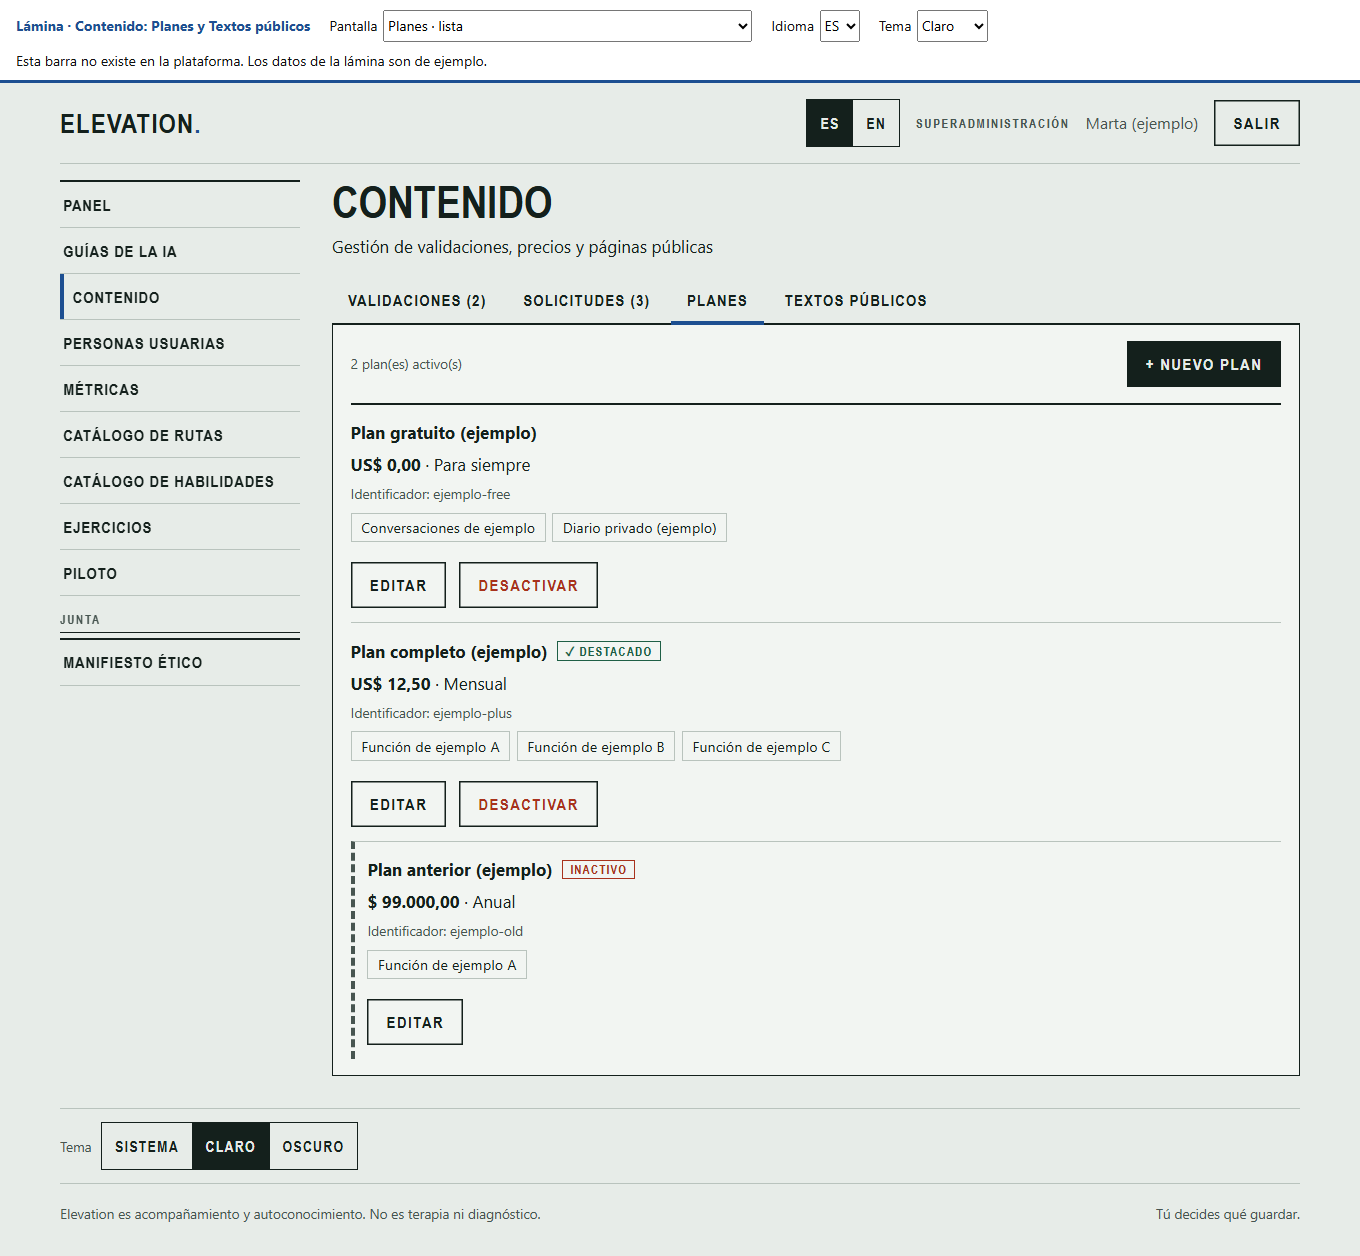 Lámina · Contenido: Planes y Textos públicos Pantalla Planes · lista Idioma ES Tema Claro
Esta barra no existe en la plataforma. Los datos de la lámina son de ejemplo.
ELEVATION.
ES EN SUPERADMINISTRACIÓN Marta (ejemplo) SALIR
PANEL
GUÍAS DE LA IA
CONTENIDO
PERSONAS USUARIAS
MÉTRICAS
CATÁLOGO DE RUTAS
CATÁLOGO DE HABILIDADES
EJERCICIOS
PILOTO
JUNTA
MANIFIESTO ÉTICO
CONTENIDO
Gestión de validaciones, precios y páginas públicas
VALIDACIONES (2) SOLICITUDES (3) PLANES TEXTOS PÚBLICOS
2 plan(es) activo(s) + NUEVO PLAN
Plan gratuito (ejemplo)
US$ 0,00 · Para siempre
Identificador: ejemplo-free
Conversaciones de ejemplo Diario privado (ejemplo)
EDITAR DESACTIVAR
Plan completo (ejemplo) ✓ DESTACADO
US$ 12,50 · Mensual
Identificador: ejemplo-plus
Función de ejemplo A Función de ejemplo B Función de ejemplo C
EDITAR DESACTIVAR
Plan anterior (ejemplo) INACTIVO
$ 99.000,00 · Anual
Identificador: ejemplo-old
Función de ejemplo A
EDITAR
Tema SISTEMA CLARO OSCURO
Elevation es acompañamiento y autoconocimiento. No es terapia ni diagnóstico. Tú decides qué guardar.